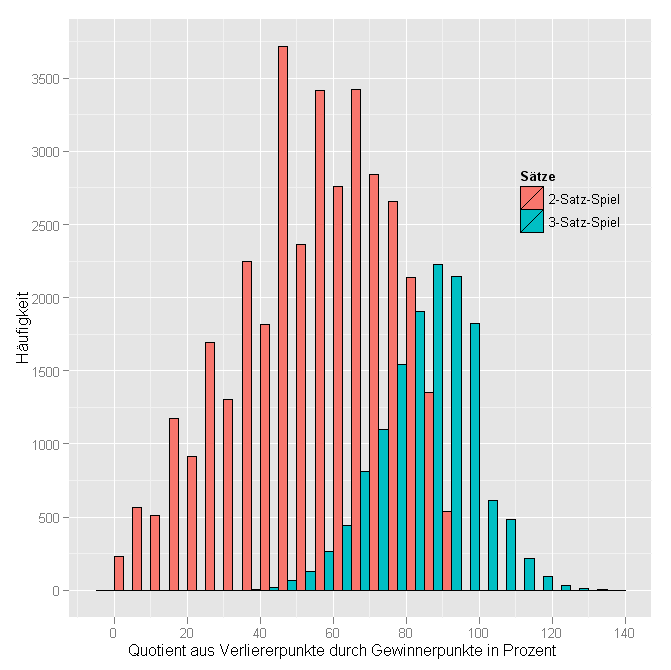 3500
3000
2500
2000
1500
1000
500
0
Häufigkeit
Sätze
2-Satz-Spiel
3-Satz-Spiel
0 20 40 60 80 100 120 140
Quotient aus Verliererpunkte durch Gewinnerpunkte in Prozent